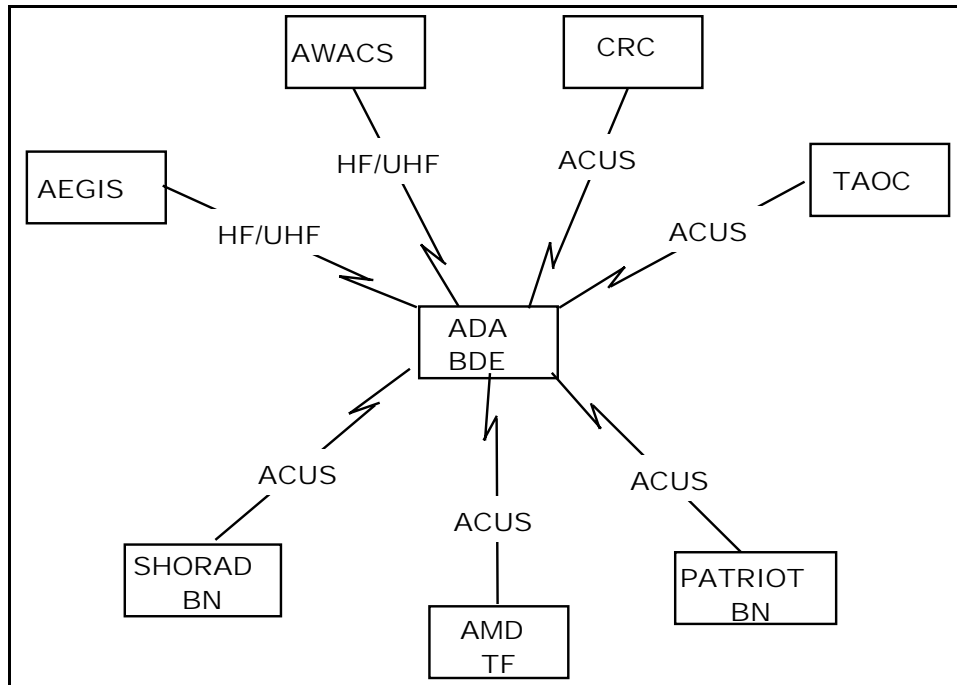 AWACS
CRC
HF/UHF
ACUS
AEGIS
TAOC
HF/UHF
ACUS
ADA
BDE
ACUS
ACUS
ACUS
SHORAD
BN
PATRIOT
BN
AMD
TF